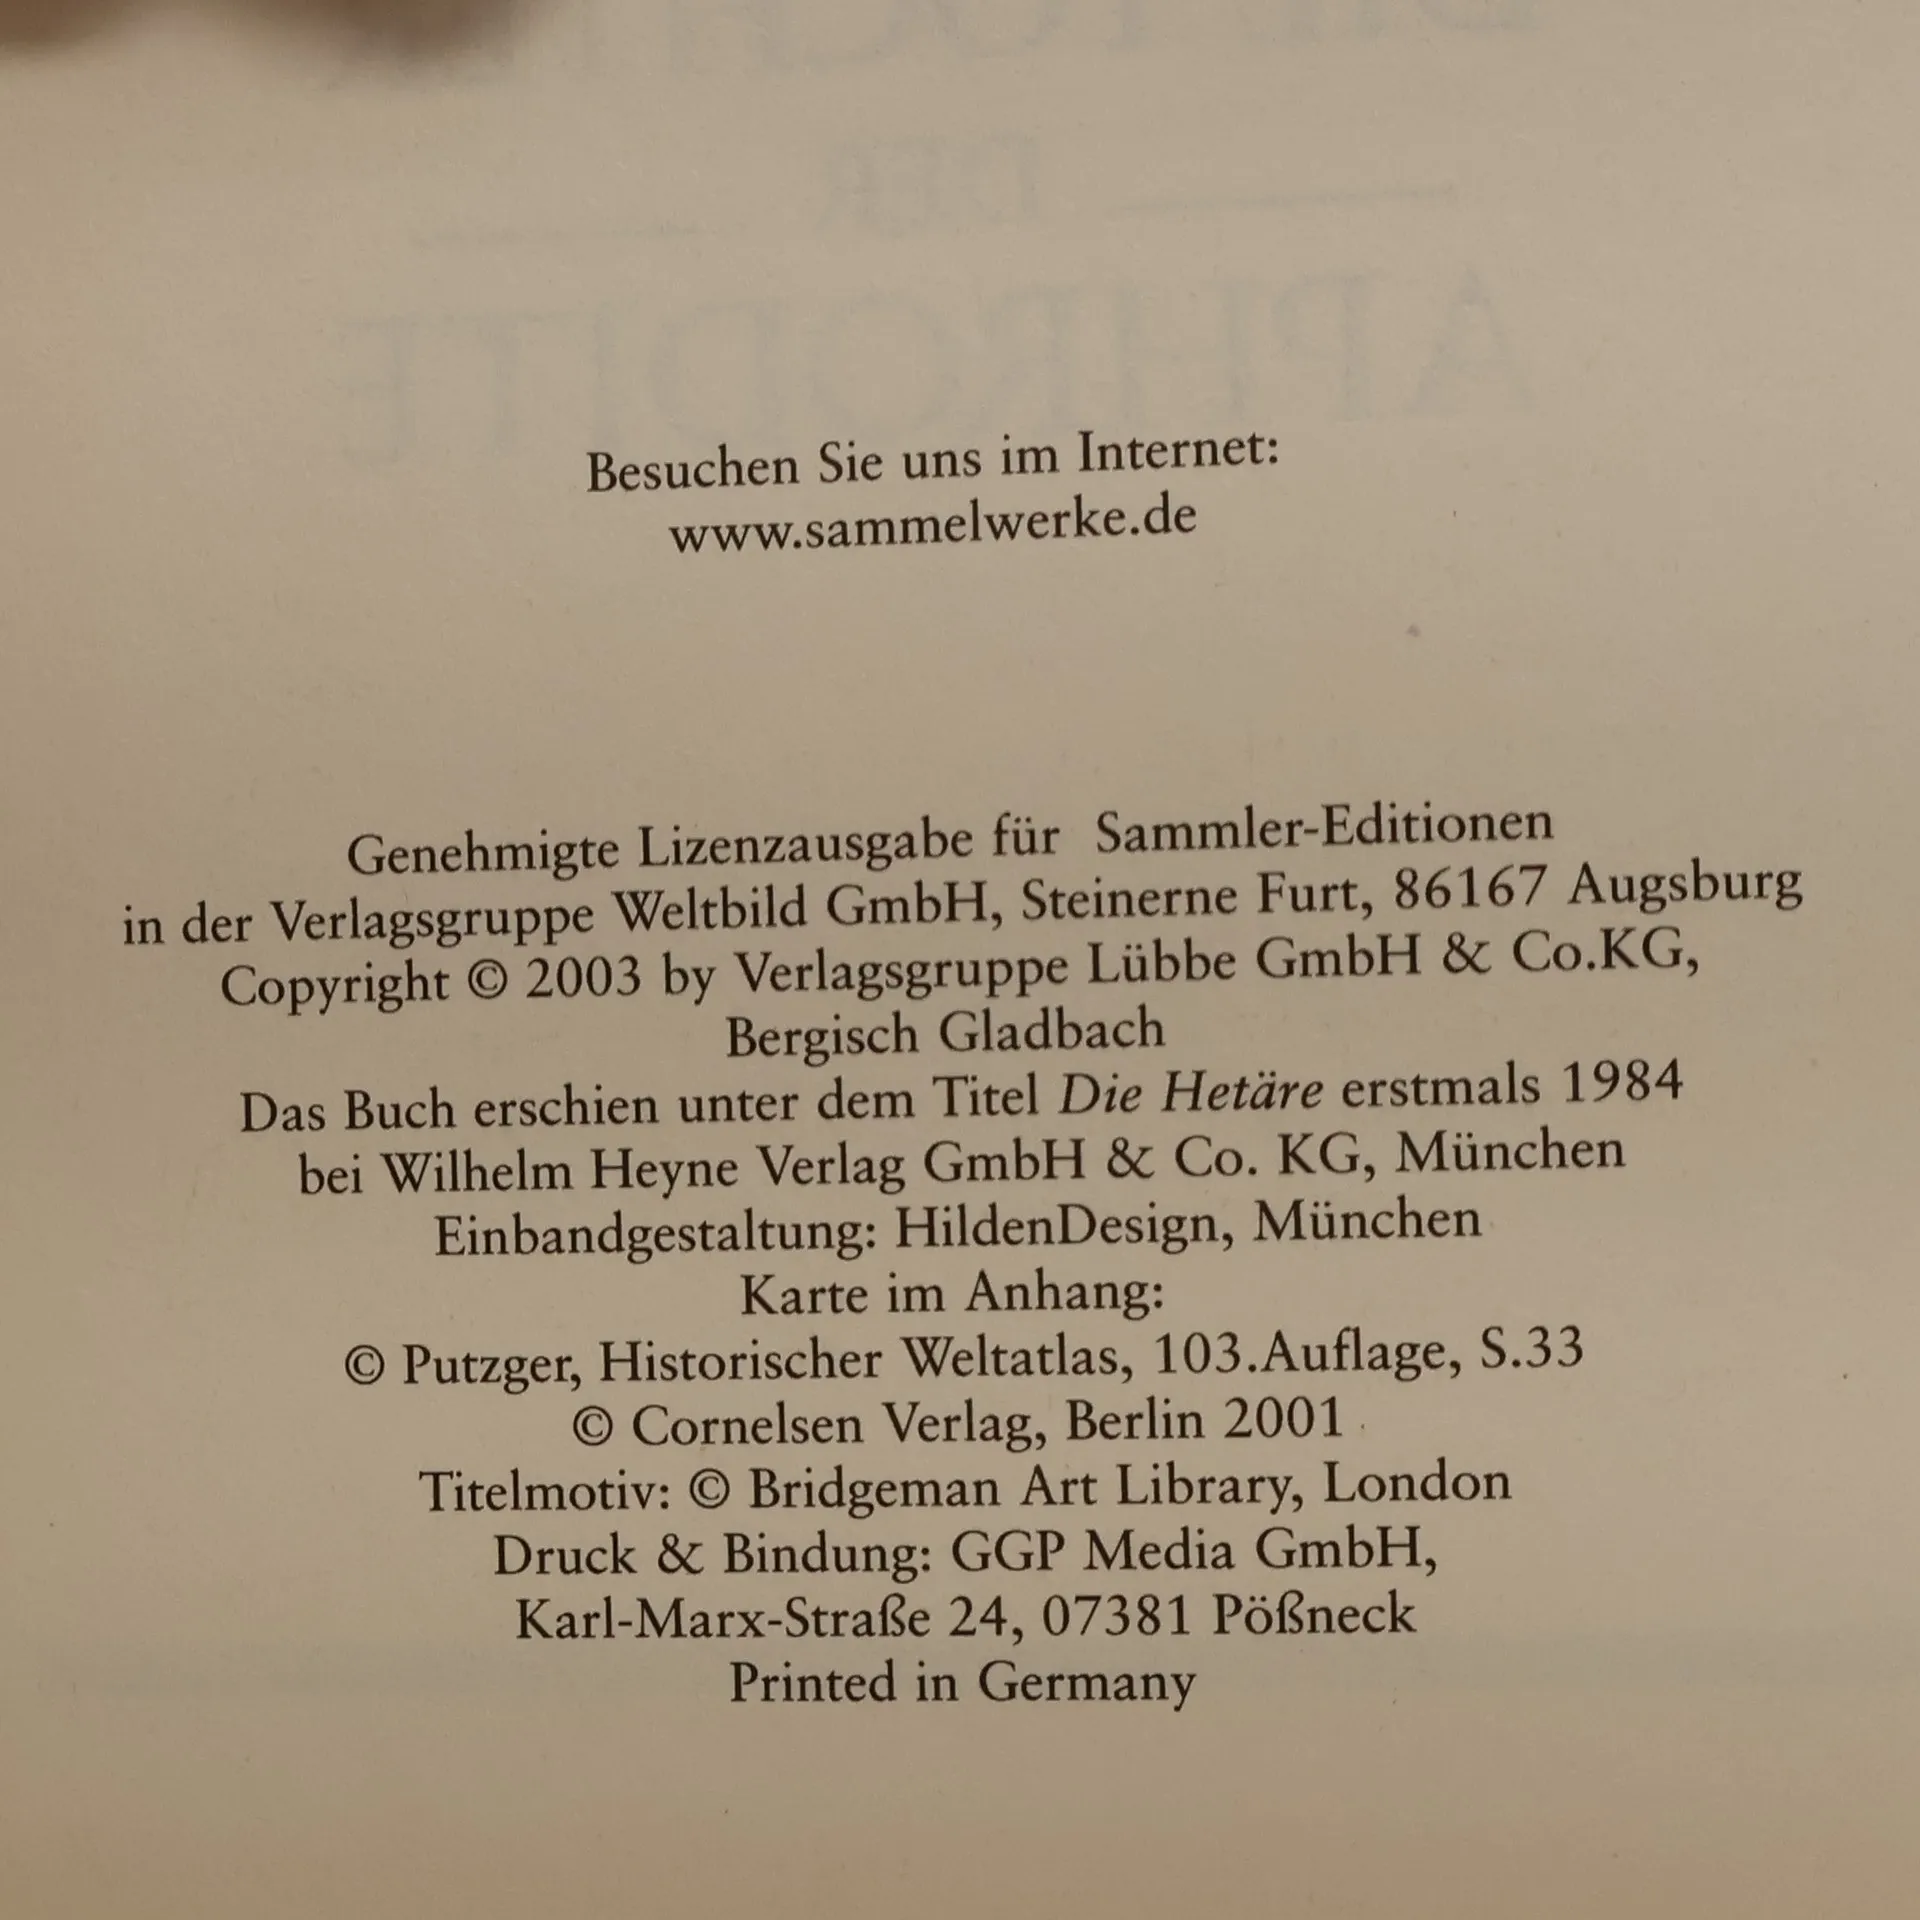 DER
APHRODITE
Besuchen Sie uns im Internet:
www.sammelwerke.de
Genehmigte Lizenzausgabe für Sammler-Editionen
in der Verlagsgruppe Weltbild GmbH, Steinerne Furt, 86167 Augsburg
Copyright © 2003 by Verlagsgruppe Lübbe GmbH & Co.KG,
Bergisch Gladbach
Das Buch erschien unter dem Titel Die Hetäre erstmals 1984
bei Wilhelm Heyne Verlag GmbH & Co. KG, München
Einbandgestaltung: HildenDesign, München
Karte im Anhang:
© Putzger, Historischer Weltatlas, 103.Auflage, S.33
© Cornelsen Verlag, Berlin 2001
Titelmotiv: © Bridgeman Art Library, London
Druck & Bindung: GGP Media GmbH,
Karl-Marx-Straße 24, 07381 Pößneck
Printed in Germany